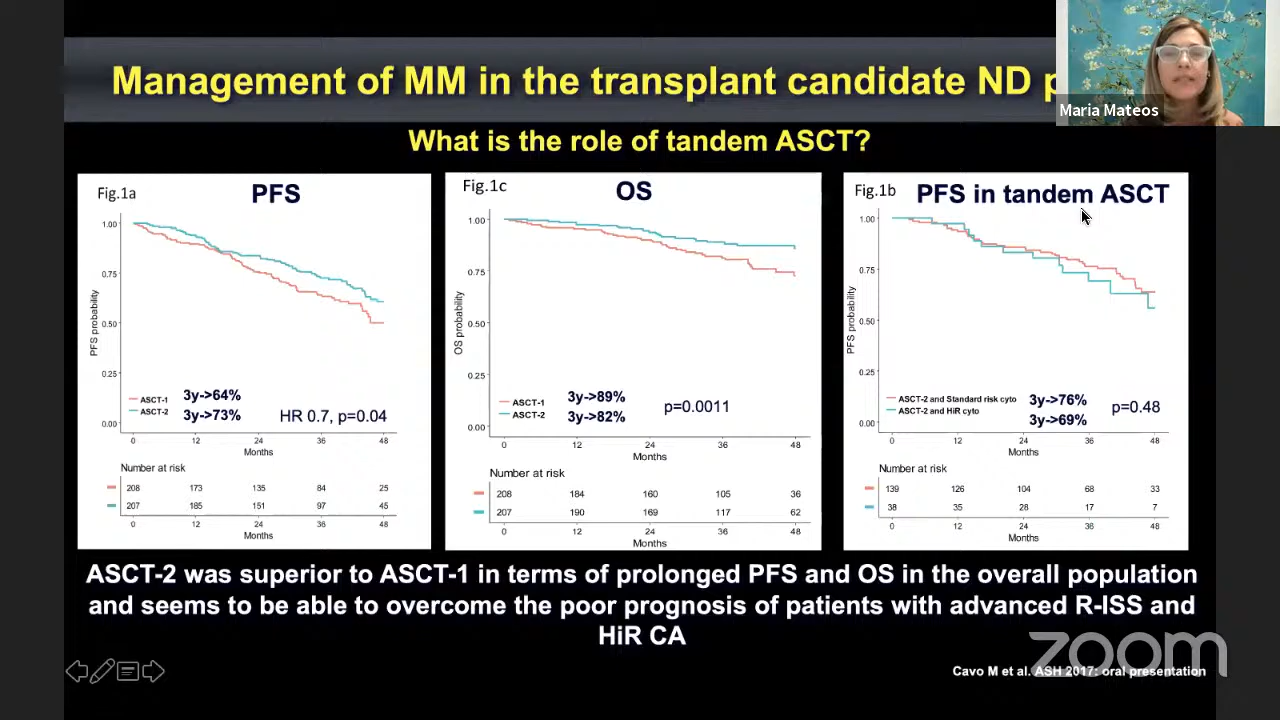 Management of MM in the transplant candidate ND p
Maria Mateos
What is the role of tandem ASCT?
Fig.1a
PFS
1.00
0.75
0.50
0.25
0.00
PFS probability
ASCT-1
ASCT-2
3y->64%
3y->73%
HR 0.7, p=0.04
0 12 24 36 48
Months
Number at risk
208 173 135 84 25
207 185 151 97 45
0 12 24 36 48
Months
Fig.1c
OS
1.00
0.75
0.50
0.25
0.00
OS probability
ASCT-1
ASCT-2
3y->89%
3y->82%
p=0.0011
0 12 24 36 48
Months
Number at risk
208 184 160 105 36
207 190 169 117 62
0 12 24 36 48
Months
Fig.1b
PFS in tandem ASCT
1.00
0.75
0.50
0.25
0.00
PFS probability
ASCT-2 and Standard risk cyto
ASCT-2 and HiR cyto
3y->76%
3y->69%
p=0.48
0 12 24 36 48
Months
Number at risk
139 126 104 68 33
38 35 28 17 7
0 12 24 36 48
Months
ASCT-2 was superior to ASCT-1 in terms of prolonged PFS and OS in the overall population
and seems to be able to overcome the poor prognosis of patients with advanced R-ISS and
HiR CA
zoom
Cavo M et al. ASH 2017: oral presentation